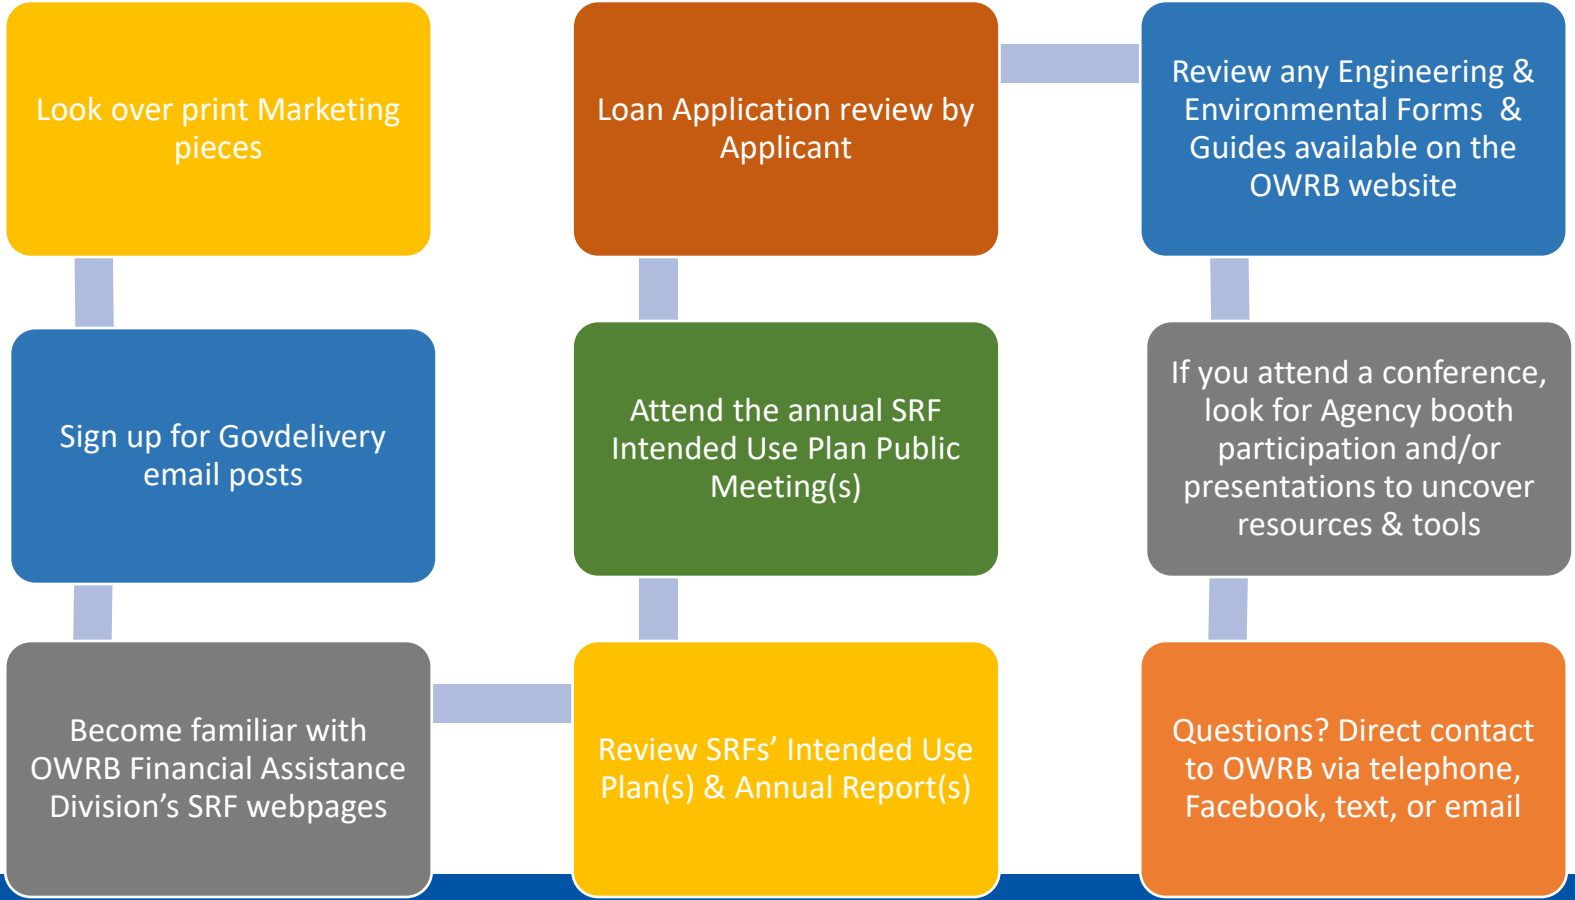 Look over print Marketing
pieces
Sign up for Govdelivery
email posts
Become familiar with
OWRB Financial Assistance
Division’s SRF webpages
Review SRFs’ Intended Use
Plan(s) & Annual Report(s)
Attend the annual SRF
Intended Use Plan Public
Meeting(s)
Loan Application review by
Applicant
Review any Engineering &
Environmental Forms &
Guides available on the
OWRB website
If you attend a conference,
look for Agency booth
participation and/or
presentations to uncover
resources & tools
Questions? Direct contact
to OWRB via telephone,
Facebook, text, or email